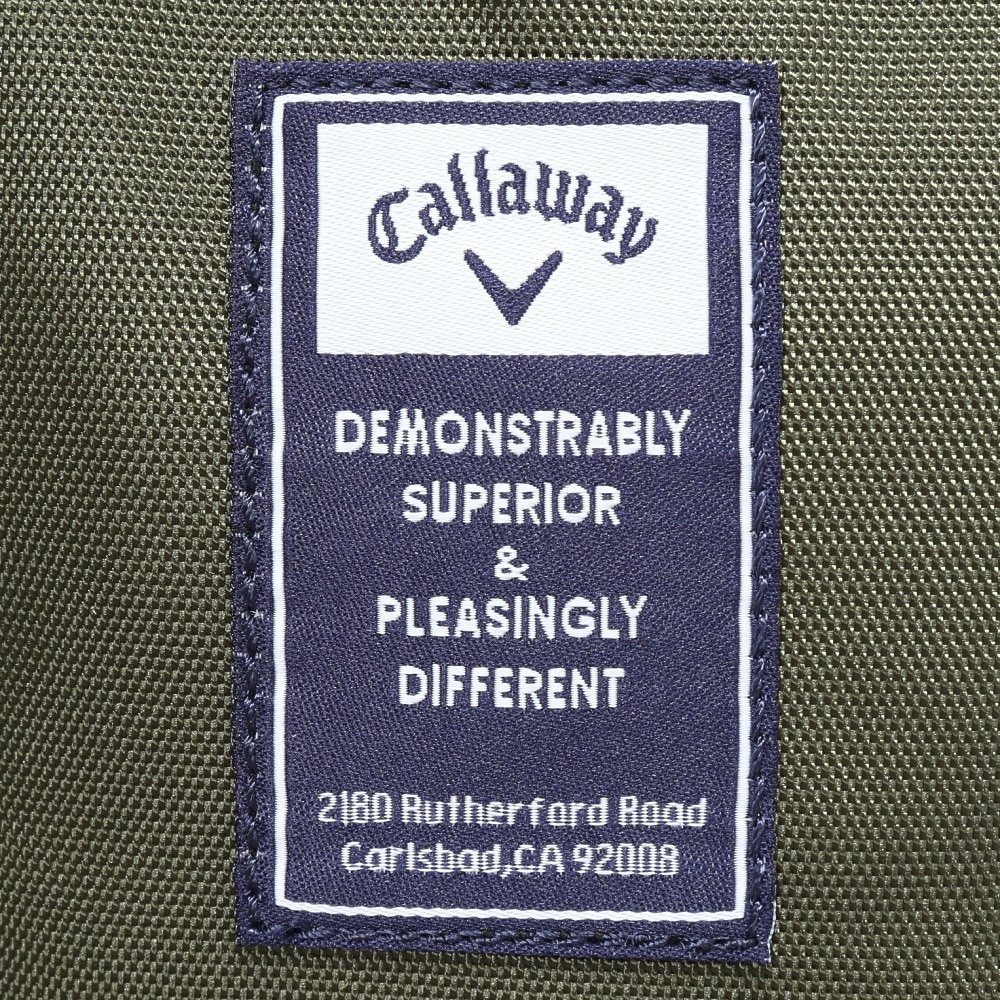 Callaway
DEMONSTRABLY
SUPERIOR
&
PLEASINGLY
DIFFERENT
2180 Rutherford Road
Carlsbad,CA 92008